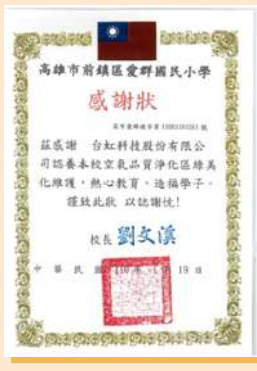 高雄市前鎮區愛群國民小學
感謝狀
茲感謝 台虹科技股份有限公
司認養本校空氣品質淨化區綠美
化維護，熱心教育、造福學子。
謹致此狀 以誌謝忱！
校長 劉文漢
中華民國 110 年 1 月 19 日